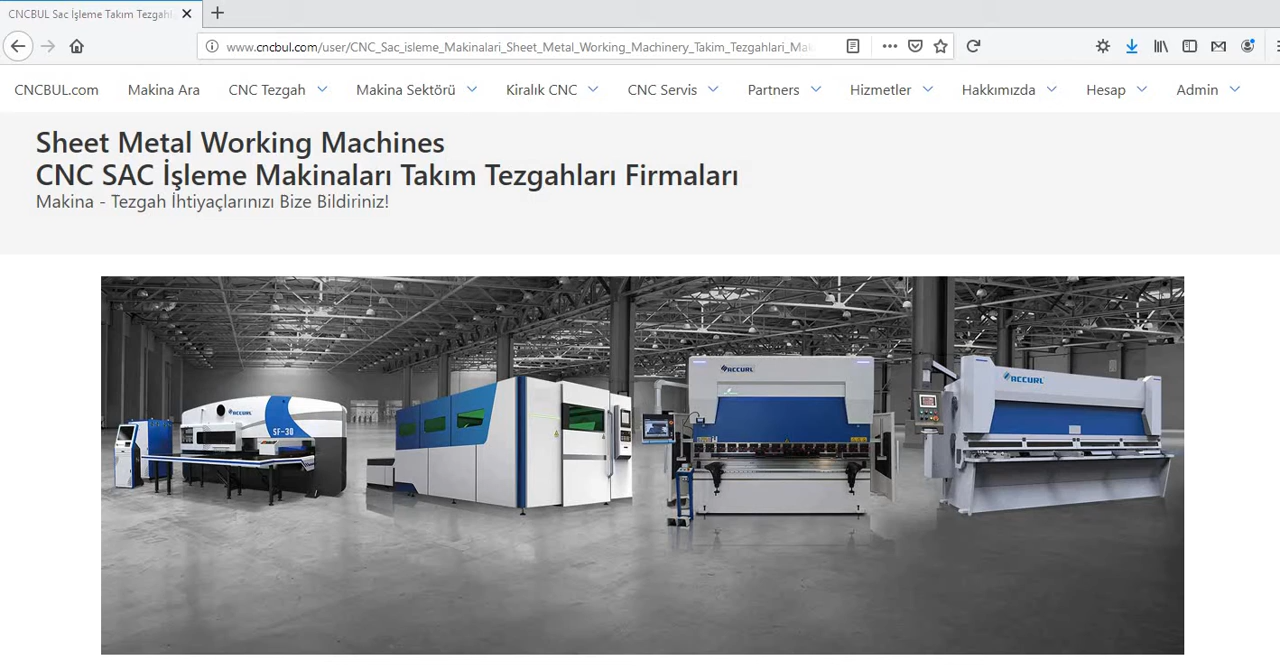 CNCBUL Sac İşleme Takım Tezgahl
www.cncbul.com/user/CNC_Sac_isleme_Makinalari_Sheet_Metal_Working_Machinery_Takim_Tezgahlari_Mak
CNCBUL.com Makina Ara CNC Tezgah Makina Sektörü Kiralık CNC CNC Servis Partners Hizmetler Hakkımızda Hesap Admin
Sheet Metal Working Machines
CNC SAC İşleme Makinaları Takım Tezgahları Firmaları
Makina - Tezgah İhtiyaçlarınızı Bize Bildiriniz!
ACCURL
SF-30
ACCURL
ACCURL